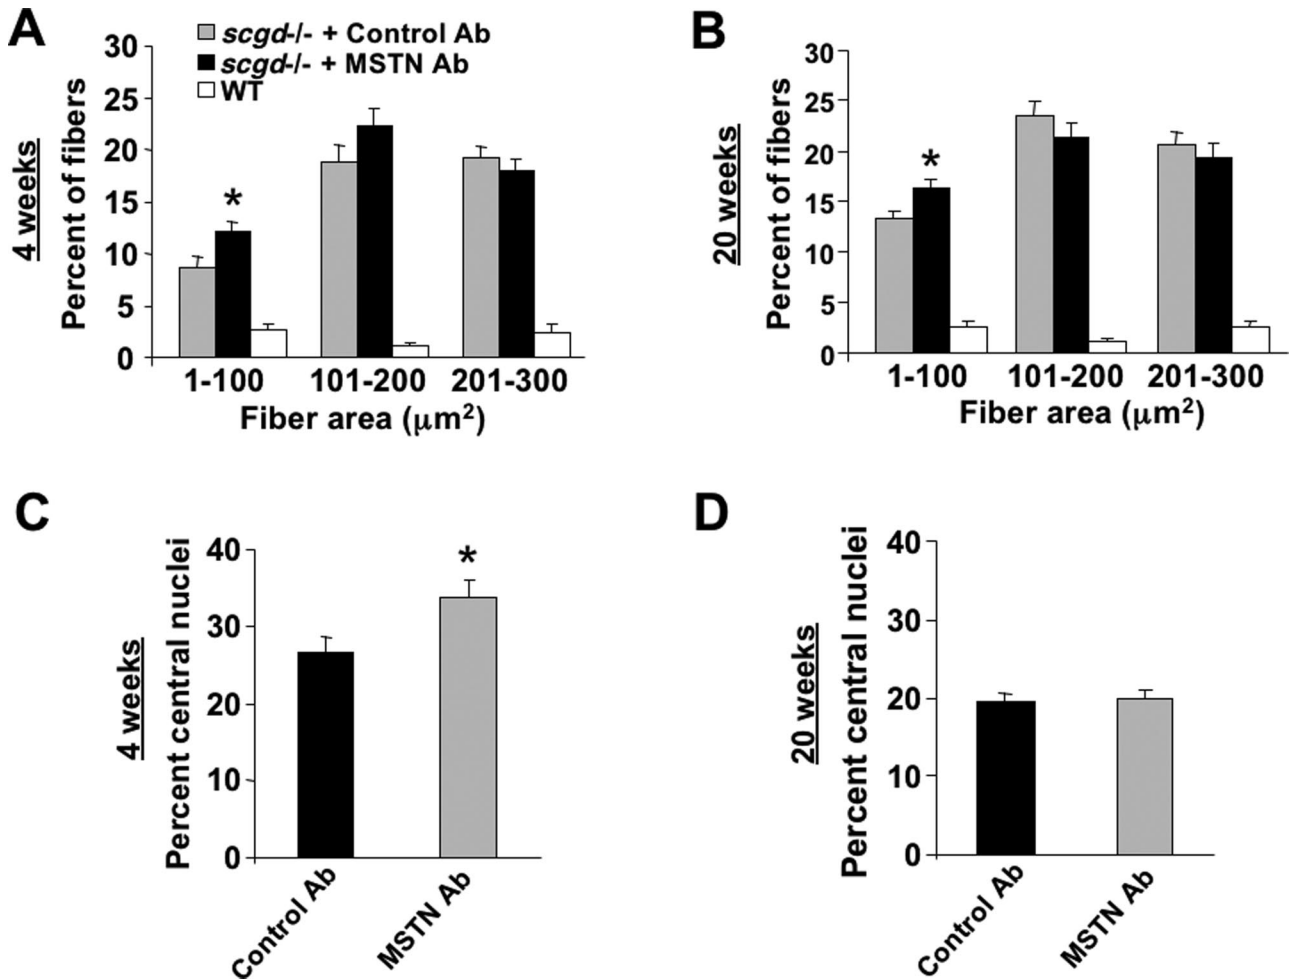 A
scgd-/- + Control Ab
scgd-/- + MSTN Ab
WT
4 weeks
Percent of fibers
30
25
20
15
10
5
0
*
1-100 101-200 201-300
Fiber area (μm²)
B
20 weeks
Percent of fibers
30
25
20
15
10
5
0
*
1-100 101-200 201-300
Fiber area (μm²)
C
4 weeks
Percent central nuclei
40
30
20
10
0
*
Control Ab
MSTN Ab
D
20 weeks
Percent central nuclei
40
30
20
10
0
Control Ab
MSTN Ab